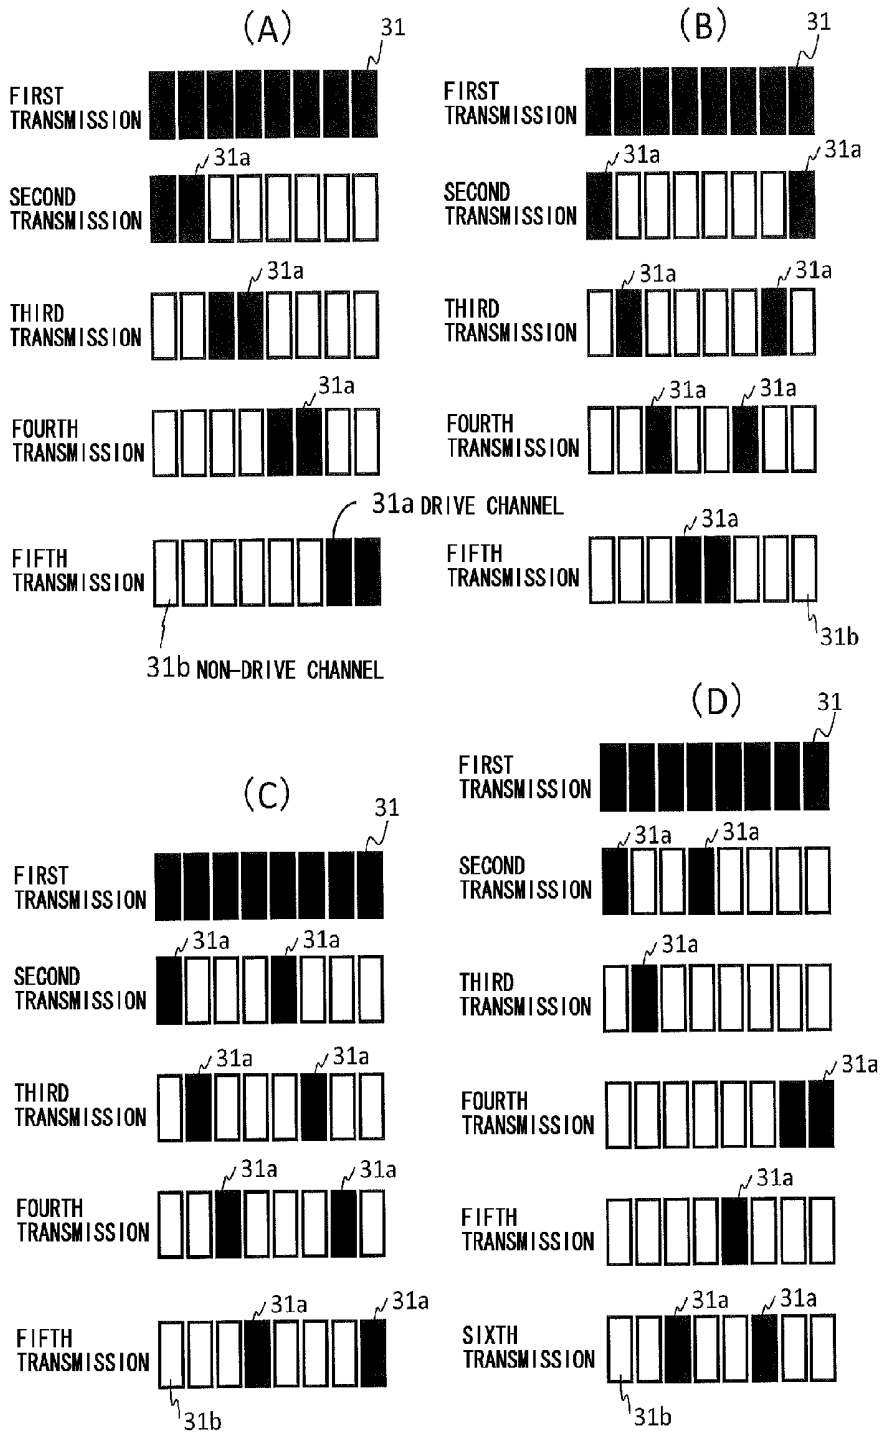 (A)
31
FIRST
TRANSMISSION
31a
SECOND
TRANSMISSION
31a
THIRD
TRANSMISSION
31a
FOURTH
TRANSMISSION
31a DRIVE CHANNEL
FIFTH
TRANSMISSION
31b NON-DRIVE CHANNEL
(B)
31
FIRST
TRANSMISSION
31a 31a
SECOND
TRANSMISSION
31a 31a
THIRD
TRANSMISSION
31a 31a
FOURTH
TRANSMISSION
31a
FIFTH
TRANSMISSION
31b
(C)
31
FIRST
TRANSMISSION
31a 31a
SECOND
TRANSMISSION
31a 31a
THIRD
TRANSMISSION
31a 31a
FOURTH
TRANSMISSION
31a 31a
FIFTH
TRANSMISSION
31b
(D)
31
FIRST
TRANSMISSION
31a 31a
SECOND
TRANSMISSION
31a
THIRD
TRANSMISSION
31a
FOURTH
TRANSMISSION
31a
FIFTH
TRANSMISSION
31a 31a
SIXTH
TRANSMISSION
31b